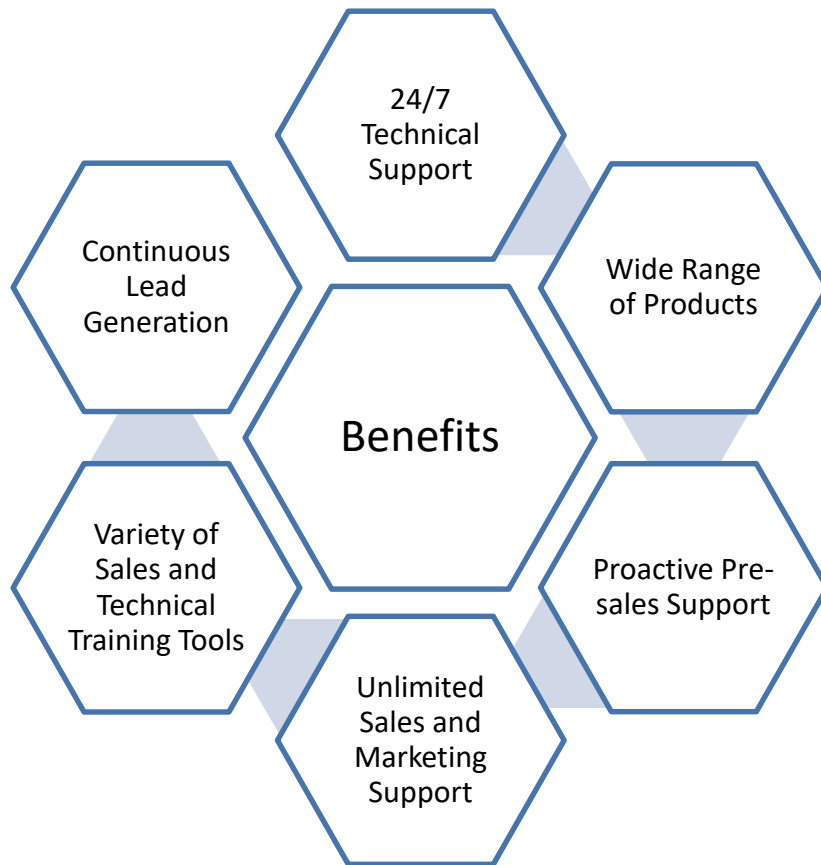 24/7
Technical
Support
Continuous
Lead
Generation
Wide Range
of Products
Benefits
Variety of
Sales and
Technical
Training Tools
Proactive Pre-
sales Support
Unlimited
Sales and
Marketing
Support